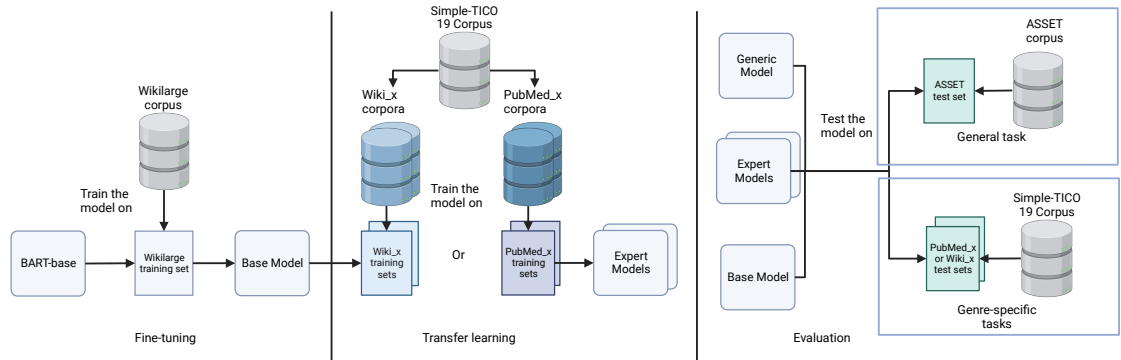 Wikilarge
corpus
Train the
model on
BART-base
Wikilarge
training set
Base Model
Fine-tuning
Simple-TICO
19 Corpus
Wiki_x
corpora
PubMed_x
corpora
Train the
model on
Wiki_x
training
sets
Or
PubMed_x
training
sets
Expert
Models
Transfer learning
Generic
Model
Expert
Models
Base Model
Test the
model on
ASSET
corpus
ASSET
test set
General task
Simple-TICO
19 Corpus
PubMed_x
or Wiki_x
test sets
Genre-specific
tasks
Evaluation